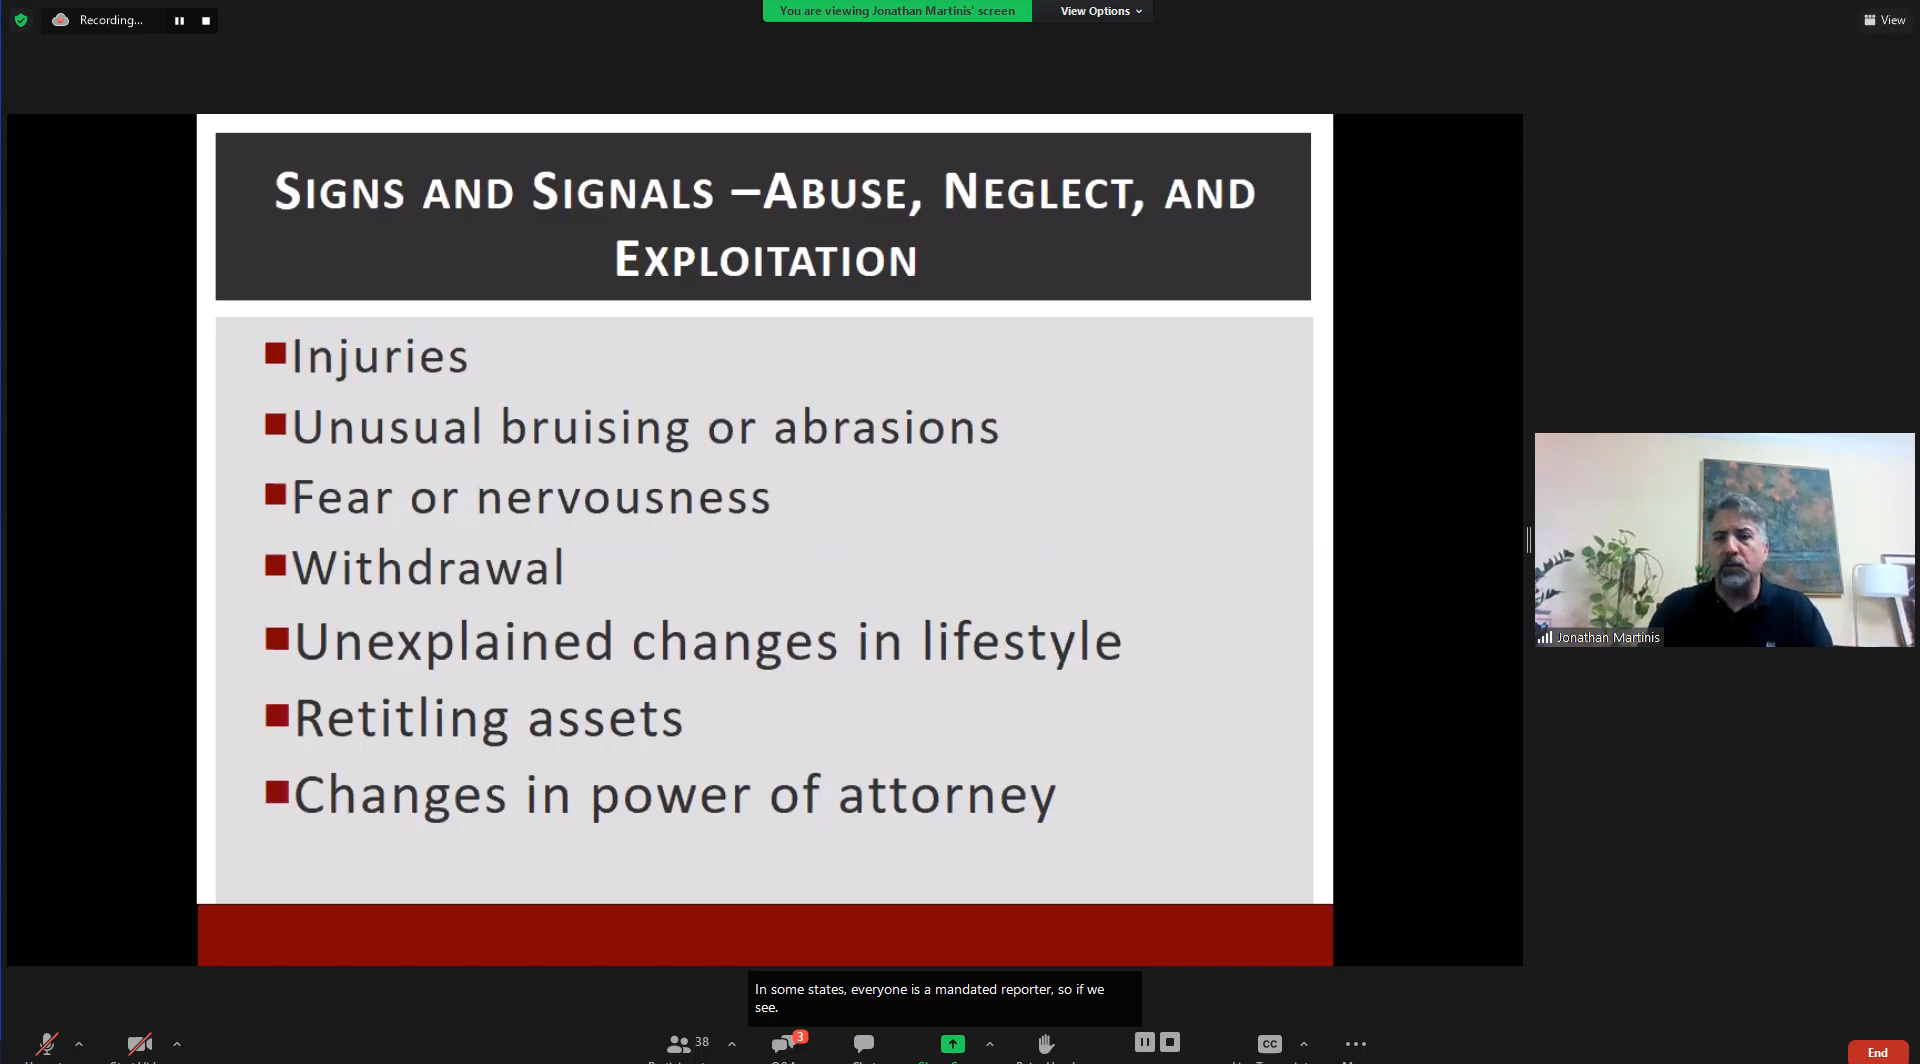 Recording...
You are viewing Jonathan Martinis' screen
View Options
View
SIGNS AND SIGNALS –ABUSE, NEGLECT, AND
EXPLOITATION
Injuries
Unusual bruising or abrasions
Fear or nervousness
Withdrawal
Unexplained changes in lifestyle
Retitling assets
Changes in power of attorney
Jonathan Martinis
In some states, everyone is a mandated reporter, so if we
see.
38
3
CC
End